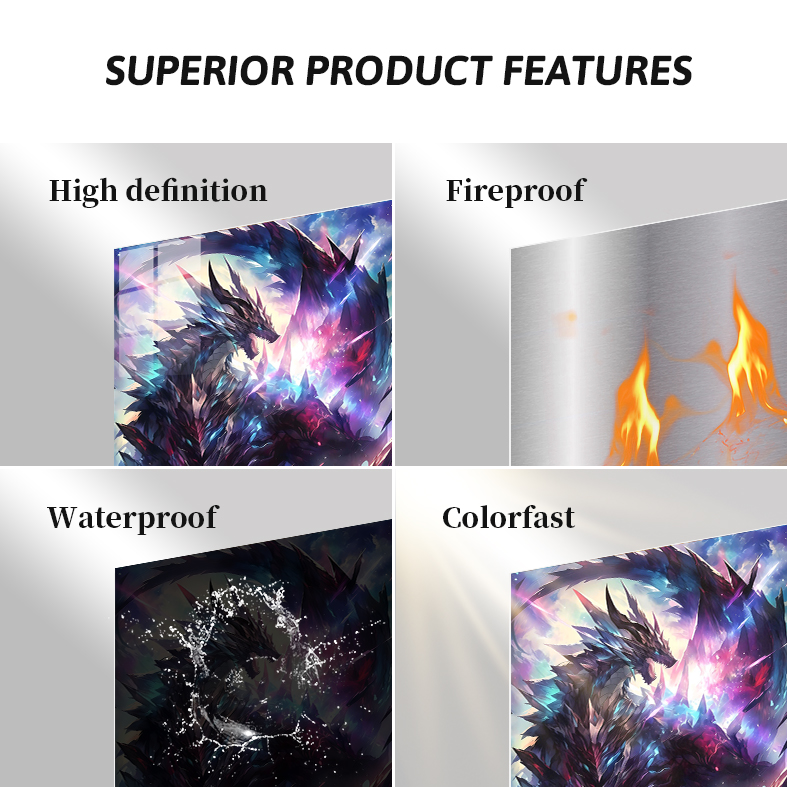 SUPERIOR PRODUCT FEATURES
High definition
Fireproof
Waterproof
Colorfast